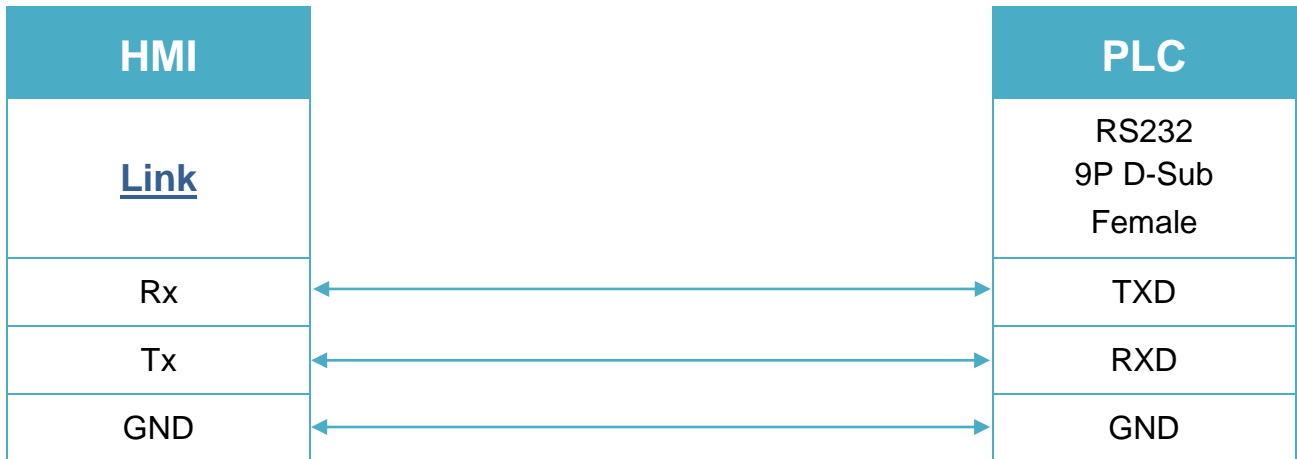 HMI
PLC
Link
RS232
9P D-Sub
Female
Rx
TXD
Tx
RXD
GND
GND